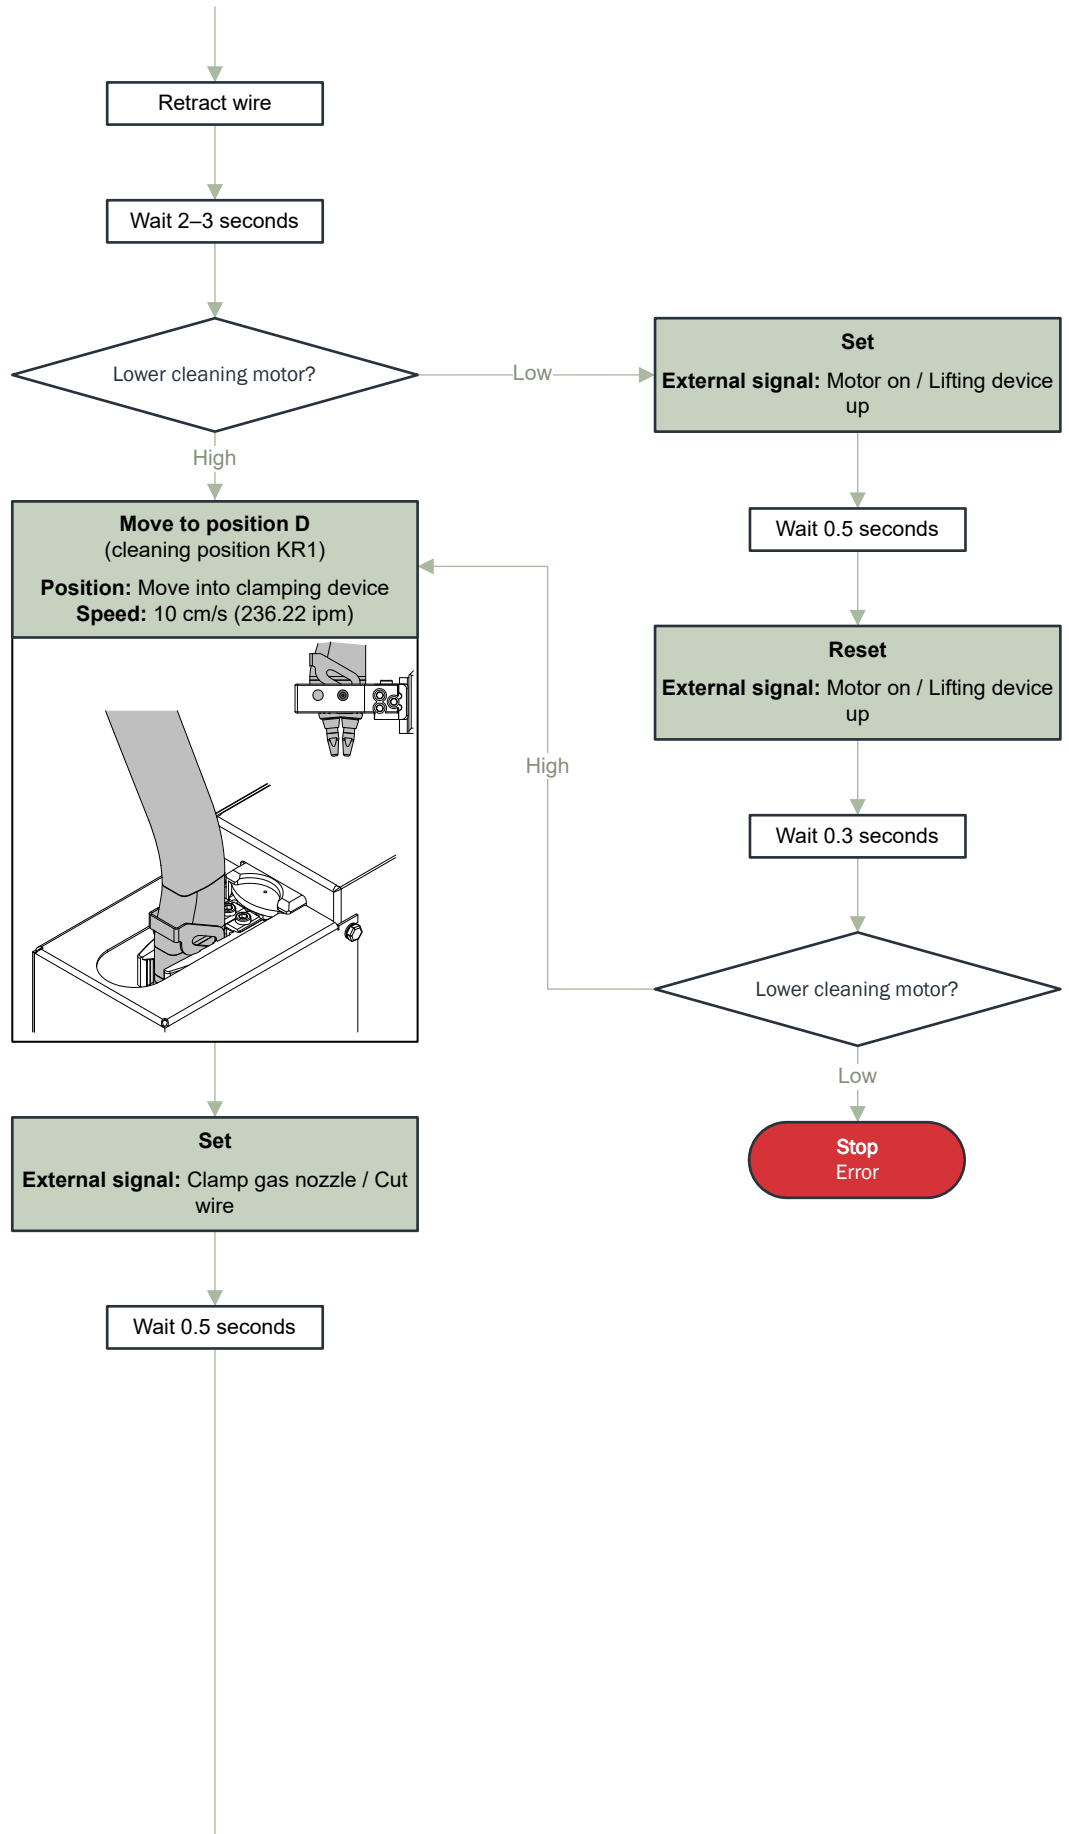 Retract wire
Wait 2–3 seconds
Lower cleaning motor?
Low
High
Set
External signal: Motor on / Lifting device
up
Wait 0.5 seconds
Reset
External signal: Motor on / Lifting device
up
Wait 0.3 seconds
Lower cleaning motor?
High
Low
Stop
Error
Move to position D
(cleaning position KR1)
Position: Move into clamping device
Speed: 10 cm/s (236.22 ipm)
Set
External signal: Clamp gas nozzle / Cut
wire
Wait 0.5 seconds